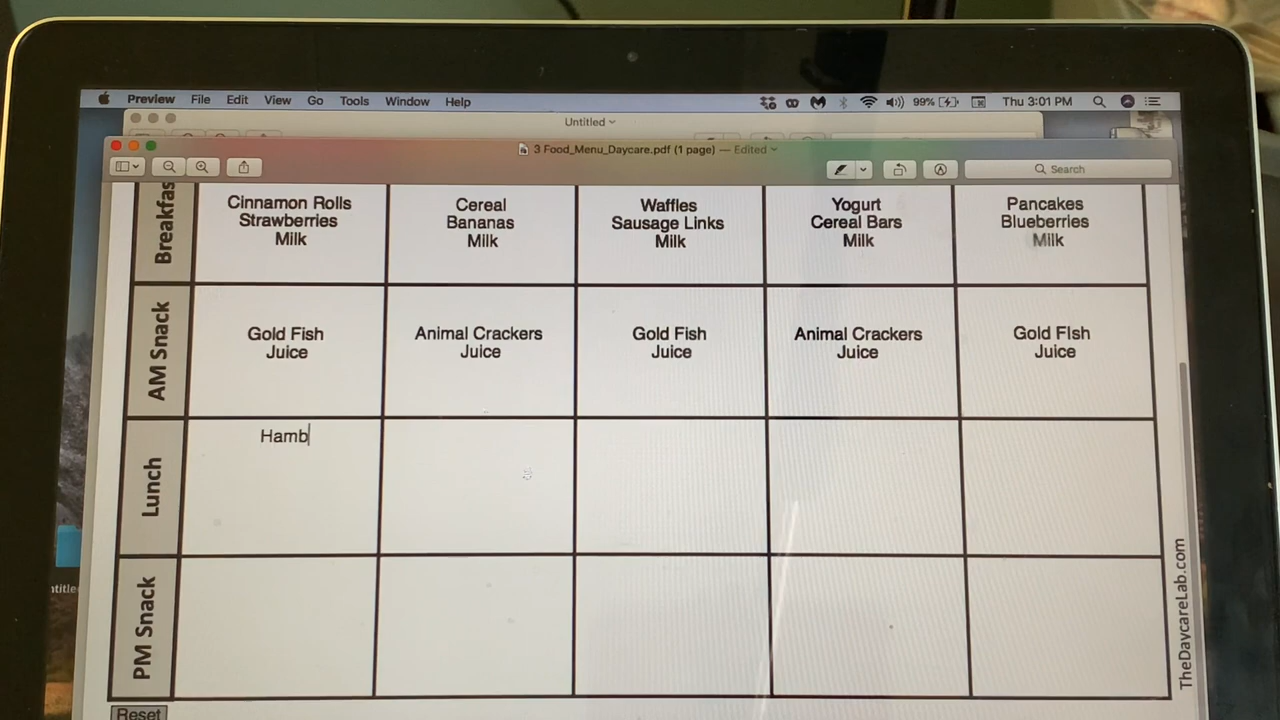 Preview File Edit View Go Tools Window Help 99% Thu 3:01 PM
Untitled
3 Food_Menu_Daycare.pdf (1 page) — Edited
Search
Breakfas
Cinnamon Rolls
Strawberries
Milk
Cereal
Bananas
Milk
Waffles
Sausage Links
Milk
Yogurt
Cereal Bars
Milk
Pancakes
Blueberries
Milk
AM Snack
Gold Fish
Juice
Animal Crackers
Juice
Gold Fish
Juice
Animal Crackers
Juice
Gold FIsh
Juice
Lunch
Hamb
PM Snack
TheDaycareLab.com
Reset